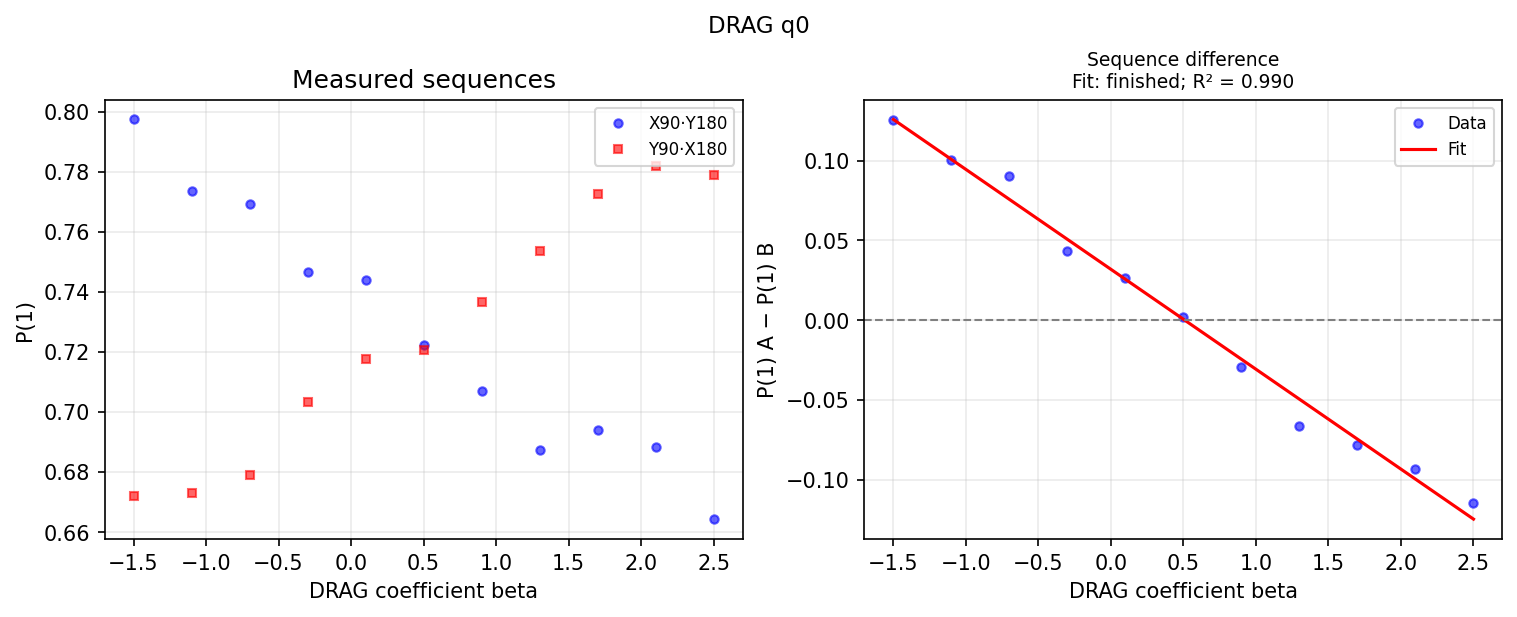 DRAG q0
Measured sequences
0.80
0.78
0.76
0.74
0.72
0.70
0.68
0.66
P(1)
X90·Y180
Y90·X180
−1.5 −1.0 −0.5 0.0 0.5 1.0 1.5 2.0 2.5
DRAG coefficient beta
Sequence difference
Fit: finished; R² = 0.990
0.10
0.05
0.00
−0.05
−0.10
P(1) A − P(1) B
Data
Fit
−1.5 −1.0 −0.5 0.0 0.5 1.0 1.5 2.0 2.5
DRAG coefficient beta